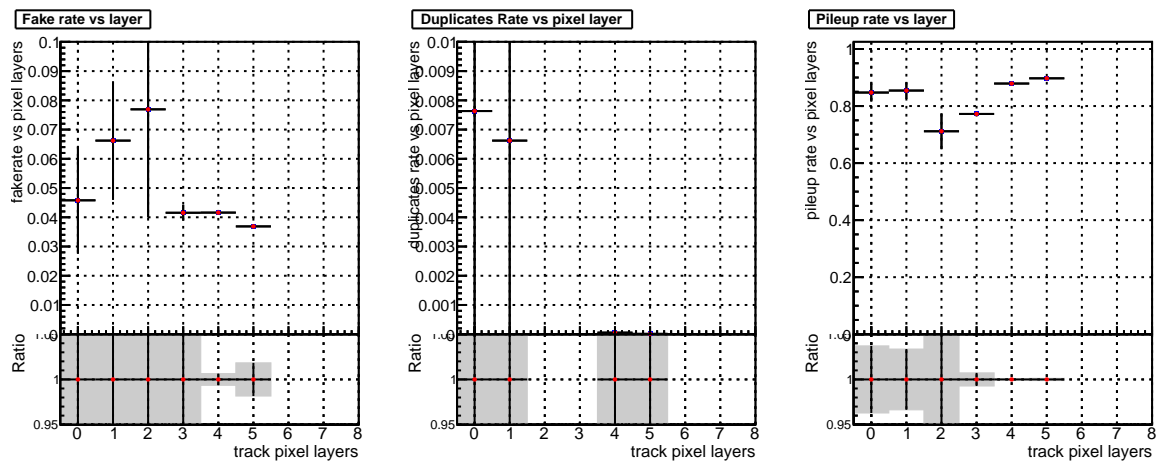 Fake rate vs layer
fakerate vs pixel layers
0.1
0.09
0.08
0.07
0.06
0.05
0.04
0.03
0.02
0.01
0
Ratio
1
0.95
0 1 2 3 4 5 6 7 8
track pixel layers
Duplicates Rate vs pixel layer
duplicates rate vs pixel layers
0.01
0.009
0.008
0.007
0.006
0.005
0.004
0.003
0.002
0.001
0
Ratio
1
0.95
0 1 2 3 4 5 6 7 8
track pixel layers
Pileup rate vs layer
pileup rate vs pixel layers
1
0.8
0.6
0.4
0.2
0
Ratio
1
0.95
0 1 2 3 4 5 6 7 8
track pixel layers